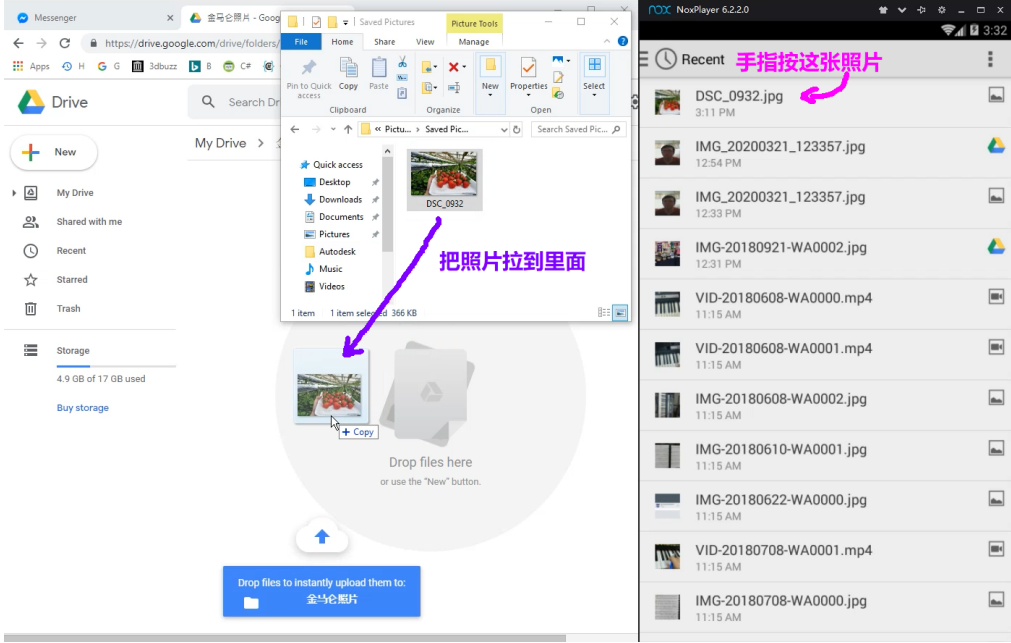 Messenger
金马仑照片 - Goog
https://drive.google.com/drive/folders/
Apps
H
G
3dbuzz
B
C#
Drive
Search Dr
New
My Drive
My Drive
Shared with me
Recent
Starred
Trash
Storage
4.9 GB of 17 GB used
Buy storage
Saved Pictures
Picture Tools
File
Home
Share
View
Manage
Pin to Quick access
Copy
Paste
Clipboard
Organize
New
Properties
Open
Select
« Pictu... › Saved Pic...
Search Saved Pic...
Quick access
Desktop
Downloads
Documents
Pictures
Autodesk
Music
Videos
DSC_0932
1 item
1 item selected 366 KB
把照片拉到里面
+ Copy
Drop files here
or use the "New" button.
Drop files to instantly upload them to:
金马仑照片
nox NoxPlayer 6.2.2.0
3:32
Recent
手指按这张照片
DSC_0932.jpg
3:11 PM
IMG_20200321_123357.jpg
12:54 PM
IMG_20200321_123357.jpg
12:33 PM
IMG-20180921-WA0002.jpg
12:31 PM
VID-20180608-WA0000.mp4
11:15 AM
VID-20180608-WA0001.mp4
11:15 AM
IMG-20180608-WA0002.jpg
11:15 AM
IMG-20180610-WA0001.jpg
11:15 AM
IMG-20180622-WA0000.jpg
11:15 AM
VID-20180708-WA0001.mp4
11:15 AM
IMG-20180708-WA0000.jpg
11:15 AM